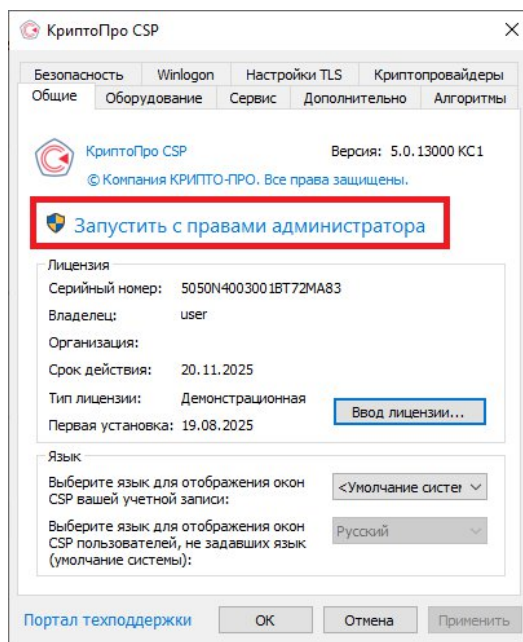 КриптоПро CSP
Безопасность Winlogon Настройки TLS Криптопровайдеры
Общие Оборудование Сервис Дополнительно Алгоритмы
КриптоПро CSP Версия: 5.0.13000 КС1
© Компания КРИПТО-ПРО. Все права защищены.
Запустить с правами администратора
Лицензия
Серийный номер: 5050N4003001BT72MA83
Владелец: user
Организация:
Срок действия: 20.11.2025
Тип лицензии: Демонстрационная
Ввод лицензии...
Первая установка: 19.08.2025
Язык
Выберите язык для отображения окон
CSP вашей учетной записи:
<Умолчание систег
Выберите язык для отображения окон
CSP пользователей, не задавших язык
(умолчание системы):
Русский
Портал техподдержки ОК Отмена Применить